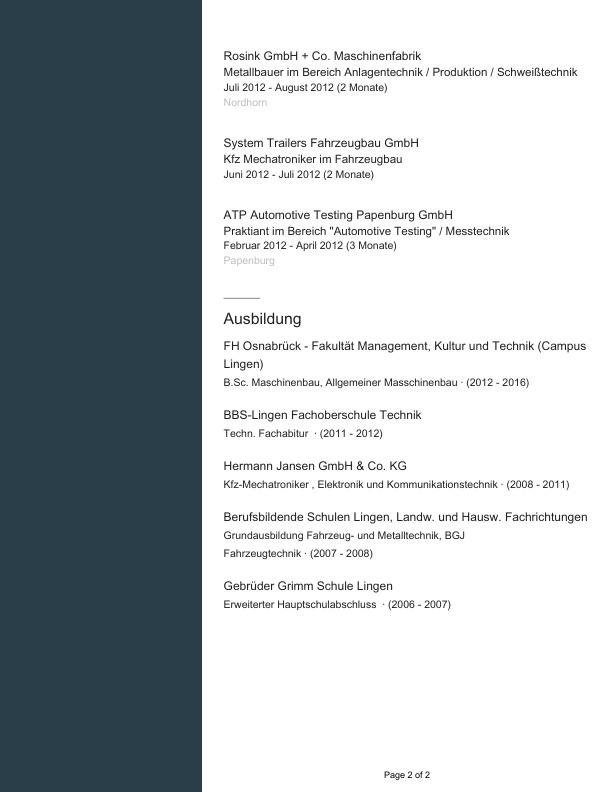 Rosink GmbH + Co. Maschinenfabrik
Metallbauer im Bereich Anlagentechnik / Produktion / Schweißtechnik
Juli 2012 - August 2012 (2 Monate)
Nordhorn
System Trailers Fahrzeugbau GmbH
Kfz Mechatroniker im Fahrzeugbau
Juni 2012 - Juli 2012 (2 Monate)
ATP Automotive Testing Papenburg GmbH
Praktiant im Bereich "Automotive Testing" / Messtechnik
Februar 2012 - April 2012 (3 Monate)
Papenburg
Ausbildung
FH Osnabrück - Fakultät Management, Kultur und Technik (Campus
Lingen)
B.Sc. Maschinenbau, Allgemeiner Masschinenbau · (2012 - 2016)
BBS-Lingen Fachoberschule Technik
Techn. Fachabitur · (2011 - 2012)
Hermann Jansen GmbH & Co. KG
Kfz-Mechatroniker , Elektronik und Kommunikationstechnik · (2008 - 2011)
Berufsbildende Schulen Lingen, Landw. und Hausw. Fachrichtungen
Grundausbildung Fahrzeug- und Metalltechnik, BGJ
Fahrzeugtechnik · (2007 - 2008)
Gebrüder Grimm Schule Lingen
Erweiterter Hauptschulabschluss · (2006 - 2007)
Page 2 of 2